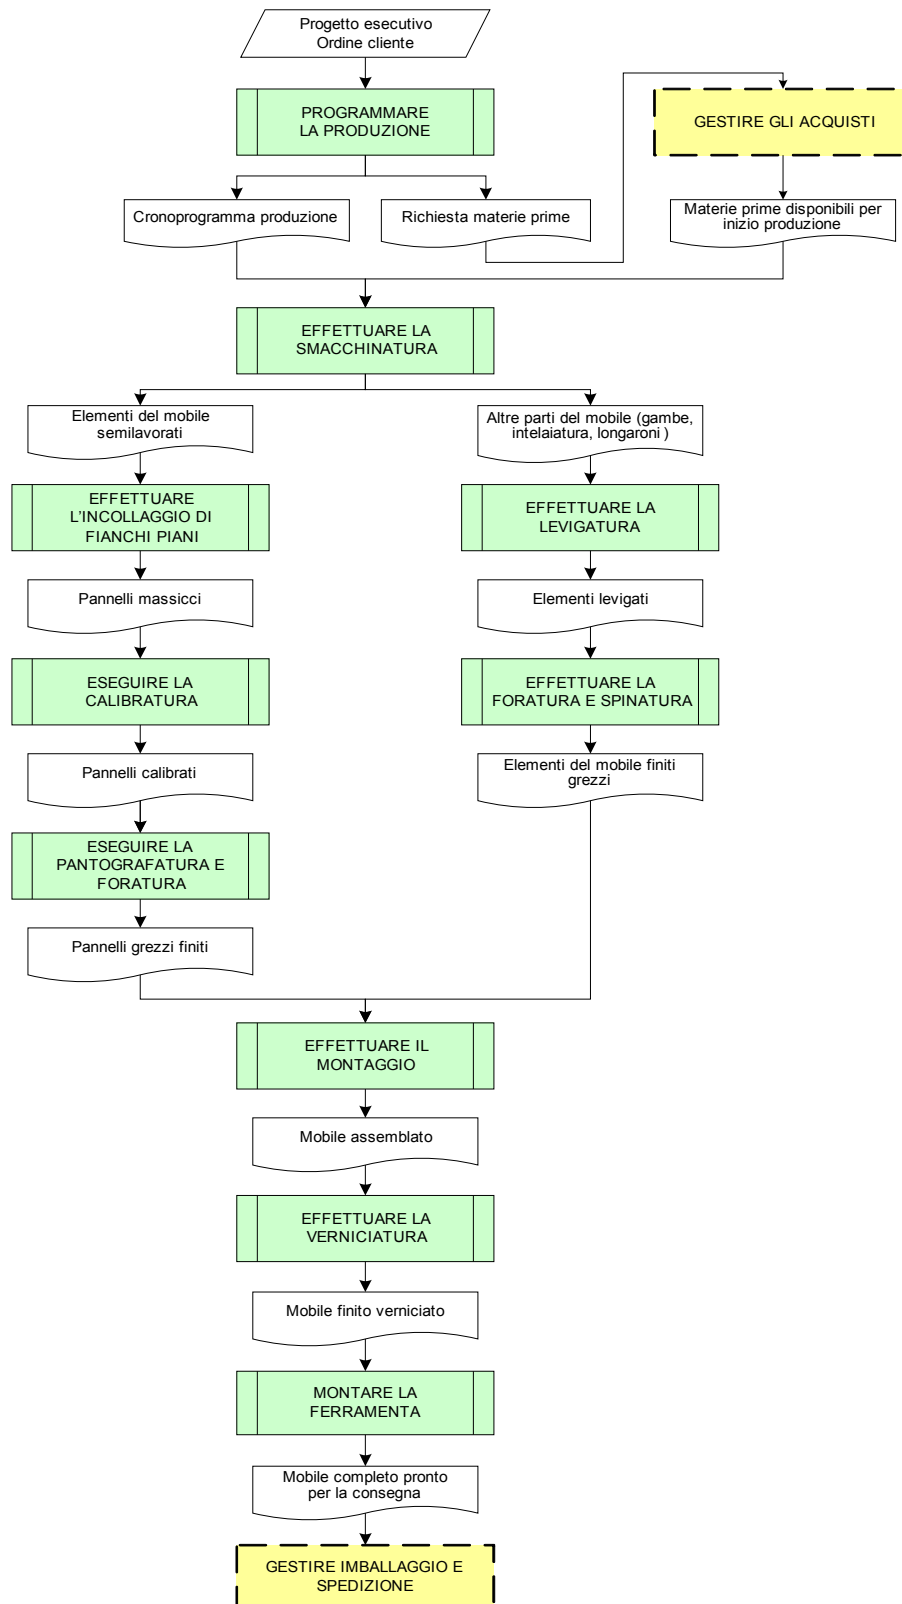 Progetto esecutivo
Ordine cliente
PROGRAMMARE
LA PRODUZIONE
GESTIRE GLI ACQUISTI
Cronoprogramma produzione
Richiesta materie prime
Materie prime disponibili per
inizio produzione
EFFETTUARE LA
SMACCHINATURA
Elementi del mobile
semilavorati
Altre parti del mobile (gambe,
intelaiatura, longaroni )
EFFETTUARE
L'INCOLLAGGIO DI
FIANCHI PIANI
EFFETTUARE LA
LEVIGATURA
Pannelli massicci
Elementi levigati
ESEGUIRE LA
CALIBRATURA
EFFETTUARE LA
FORATURA E SPINATURA
Pannelli calibrati
Elementi del mobile finiti
grezzi
ESEGUIRE LA
PANTOGRAFATURA E
FORATURA
Pannelli grezzi finiti
EFFETTUARE IL
MONTAGGIO
Mobile assemblato
EFFETTUARE LA
VERNICIATURA
Mobile finito verniciato
MONTARE LA
FERRAMENTA
Mobile completo pronto
per la consegna
GESTIRE IMBALLAGGIO E
SPEDIZIONE